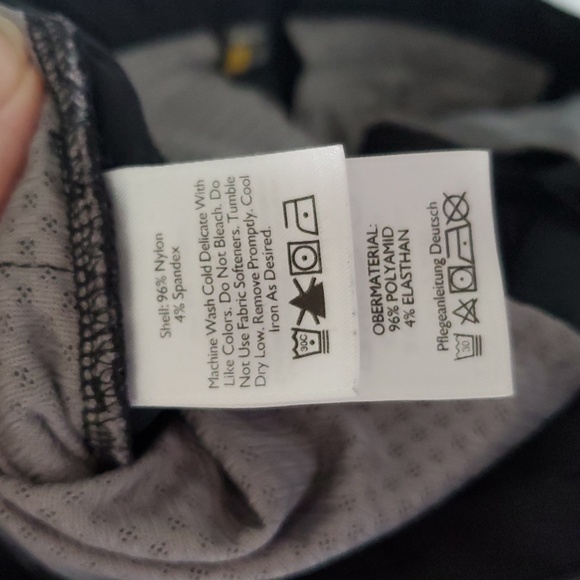 Shell: 96% Nylon
4% Spandex
Machine Wash Cold Delicate With
Like Colors. Do Not Bleach. Do
Not Use Fabric Softeners. Tumble
Dry Low. Remove Promptly. Cool
Iron As Desired.
30C
OBERMATERIAL:
96% POLYAMID
4% ELASTHAN
Pflegeanleitung Deutsch
30